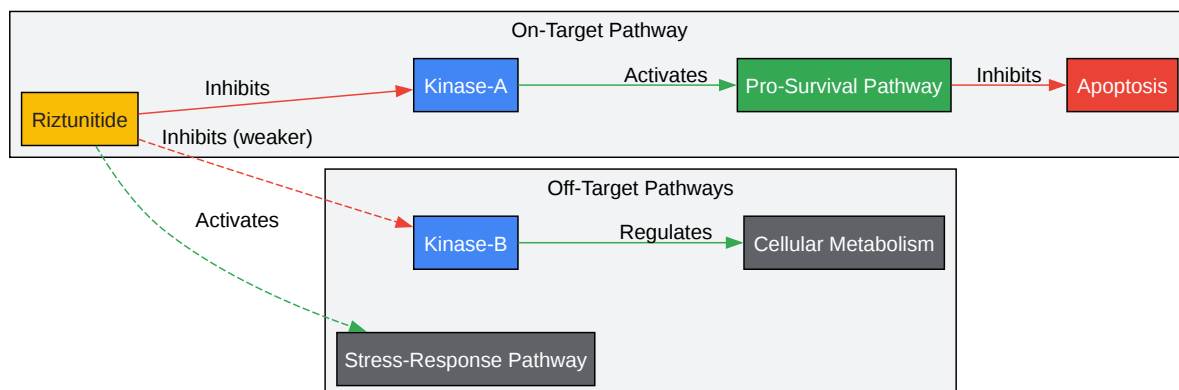 On-Target Pathway
Riztunitide
Inhibits
Kinase-A
Activates
Pro-Survival Pathway
Inhibits
Apoptosis
Inhibits (weaker)
Off-Target Pathways
Activates
Kinase-B
Regulates
Cellular Metabolism
Stress-Response Pathway